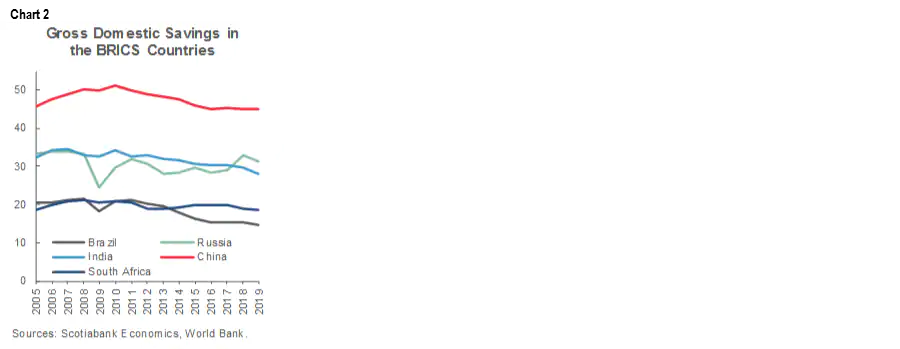 Chart 2
Gross Domestic Savings in
the BRICS Countries
50
40
30
20
10
0
Brazil
Russia
India
China
South Africa
2005
2006
2007
2008
2009
2010
2011
2012
2013
2014
2015
2016
2017
2018
2019
Sources: Scotiabank Economics, World Bank.